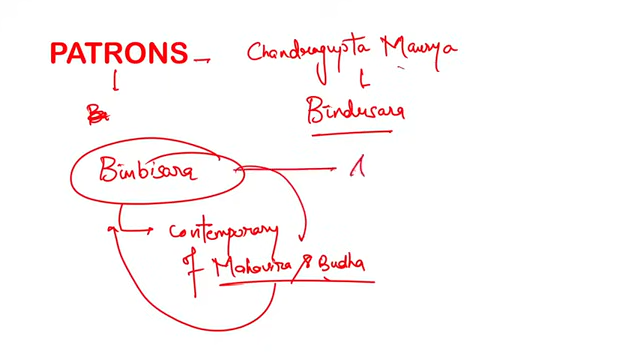 PATRONS – Chandragupta Maurya
Bindusara
Bimbisara
Contemporary
of Mahavira & Budha